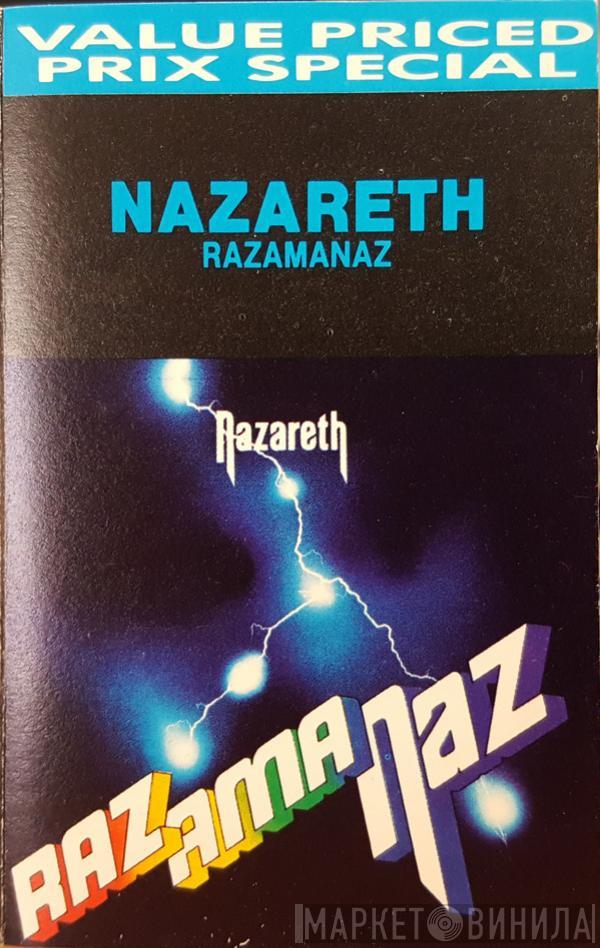 VALUE PRICED
PRIX SPECIAL
NAZARETH
RAZAMANAZ
Nazareth
RAZAMANAZ
МАРКЕТ ВИНИЛА